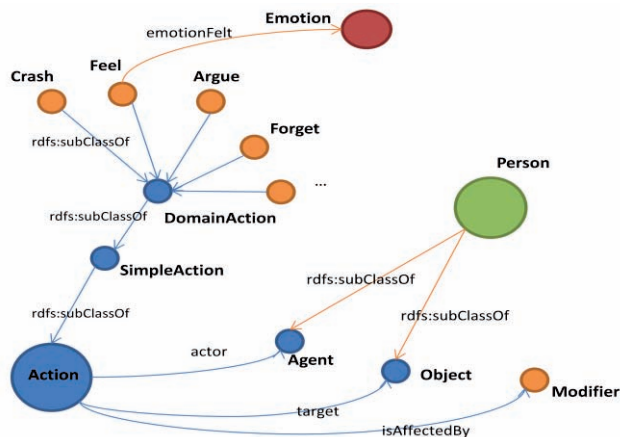 Emotion
emotionFelt
Feel
Crash
Argue
Forget
rdfs:subClassOf
...
Person
DomainAction
rdfs:subClassOf
SimpleAction
rdfs:subClassOf
rdfs:subClassOf
rdfs:subClassOf
actor
Agent
Action
Object
Modifier
target
isAffectedBy